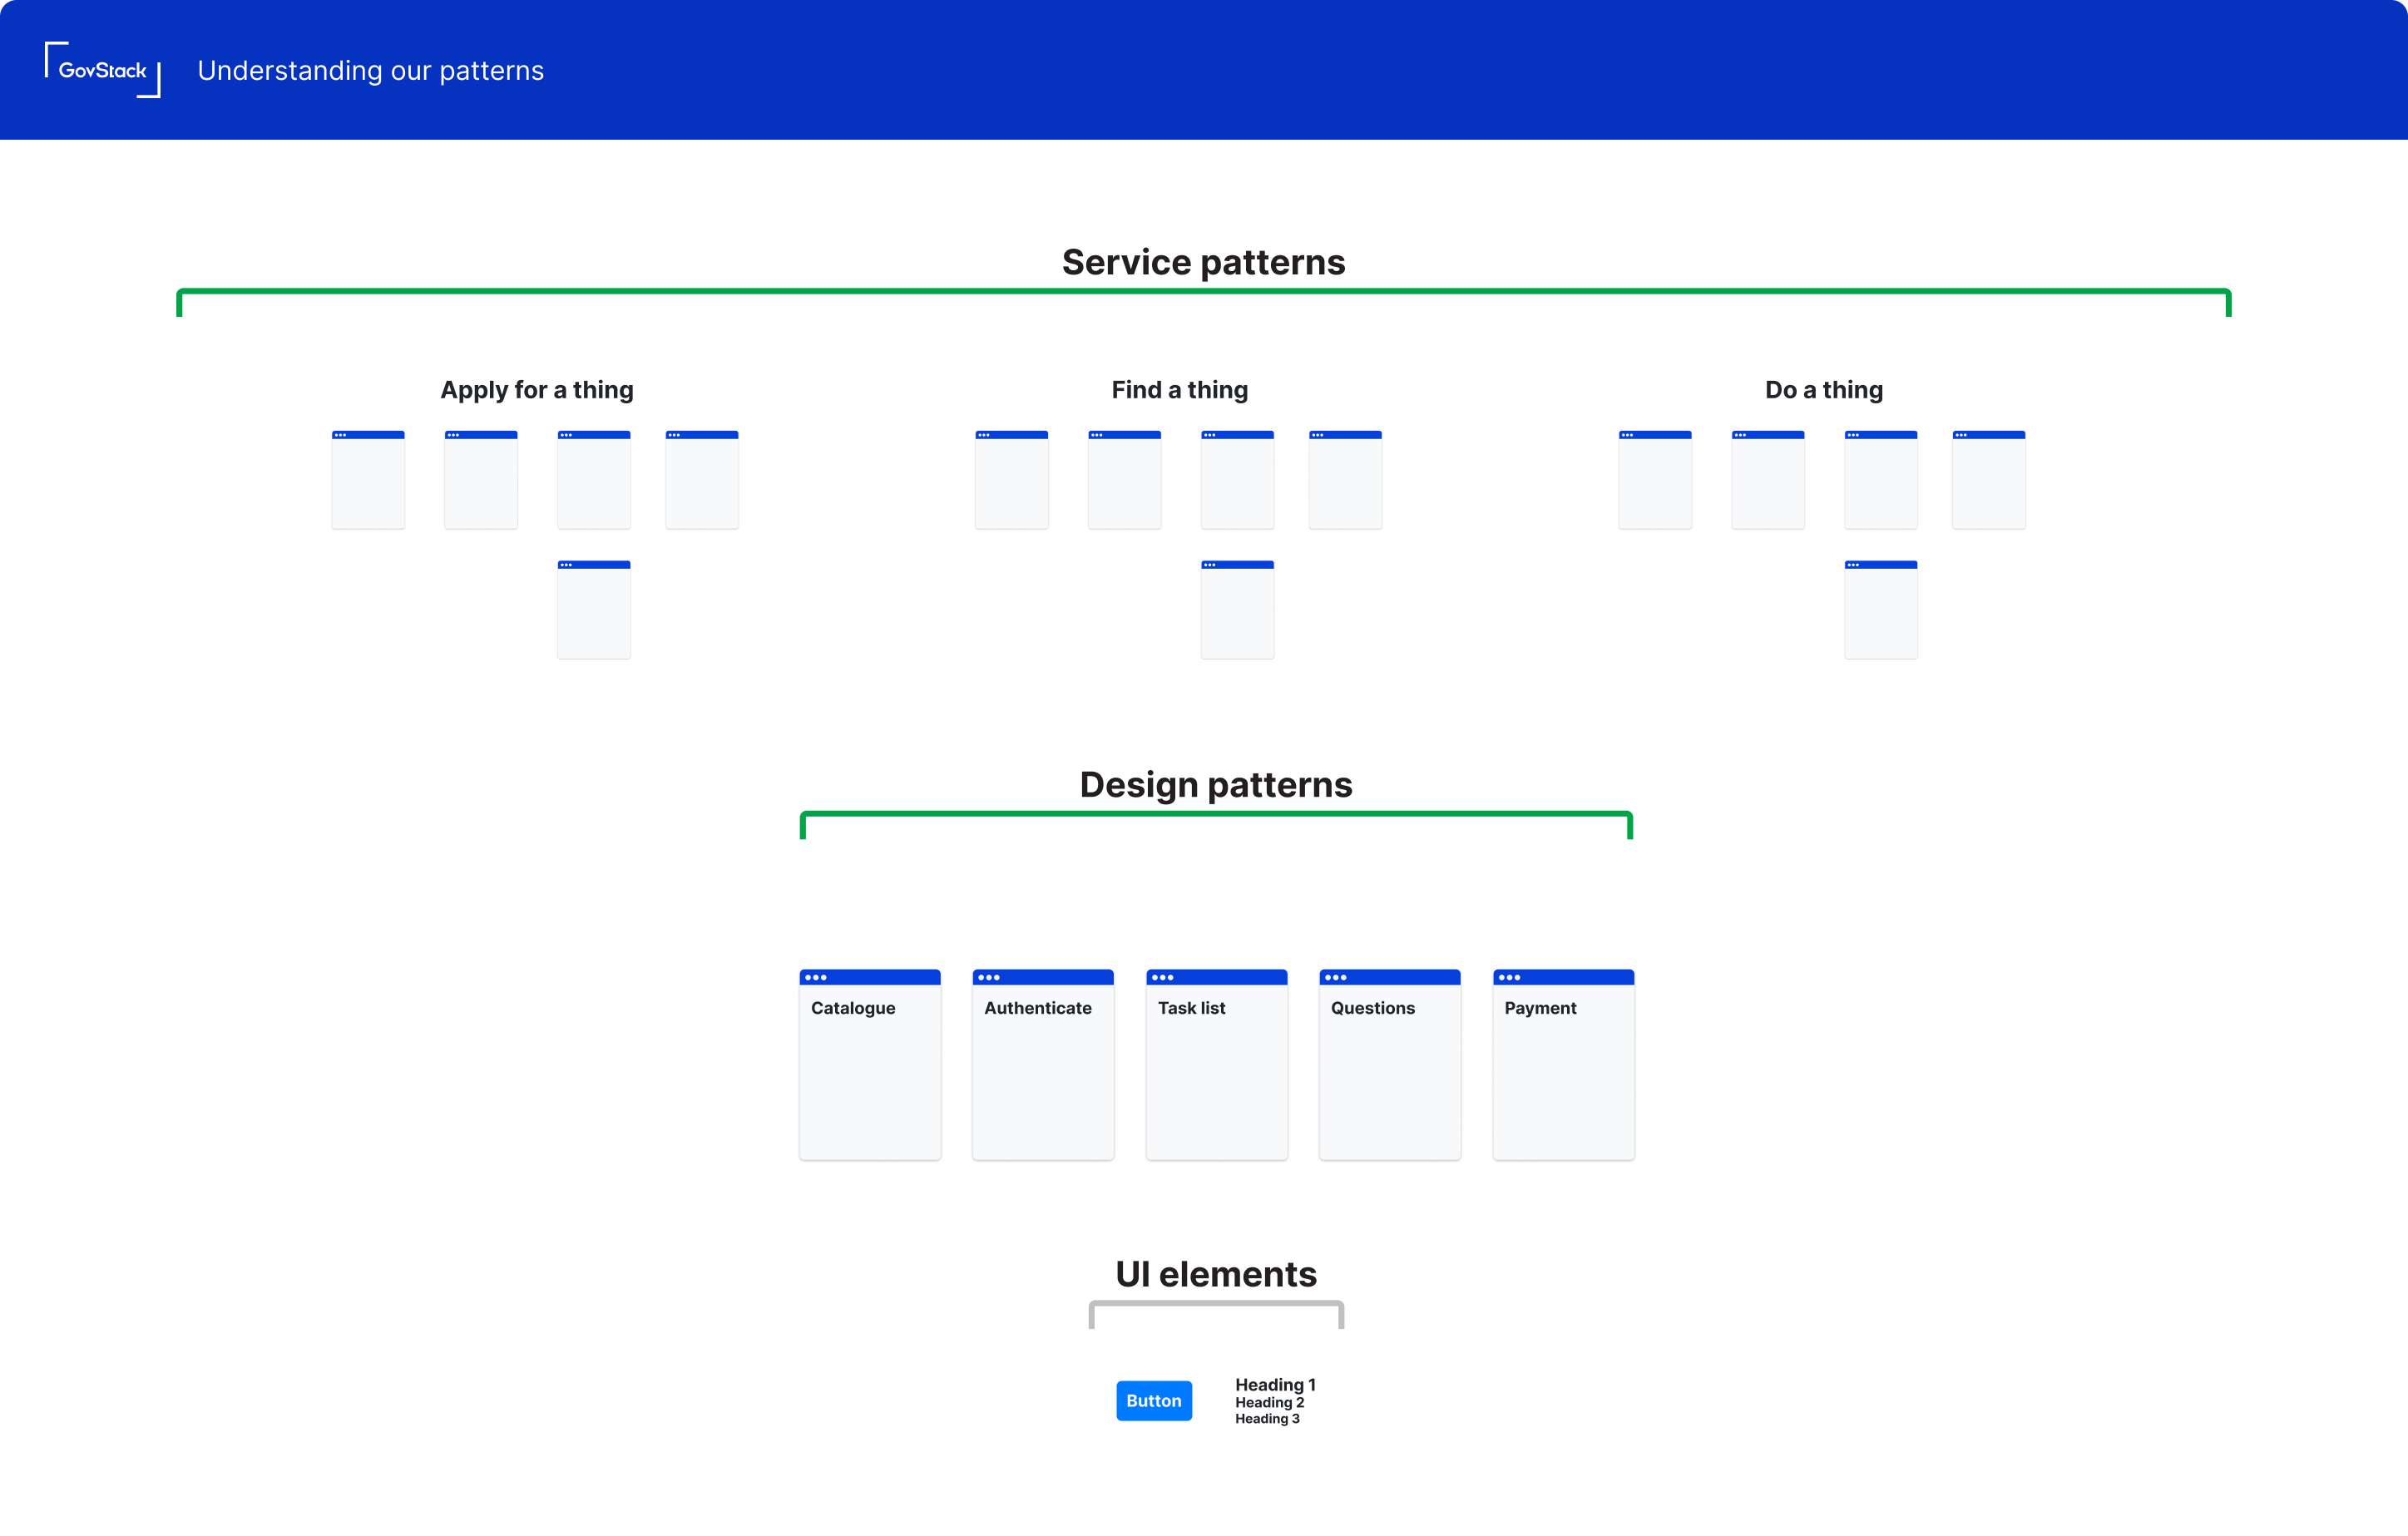 GovStack
Understanding our patterns
Service patterns
Apply for a thing
Find a thing
Do a thing
Design patterns
Catalogue
Authenticate
Task list
Questions
Payment
UI elements
Button
Heading 1
Heading 2
Heading 3